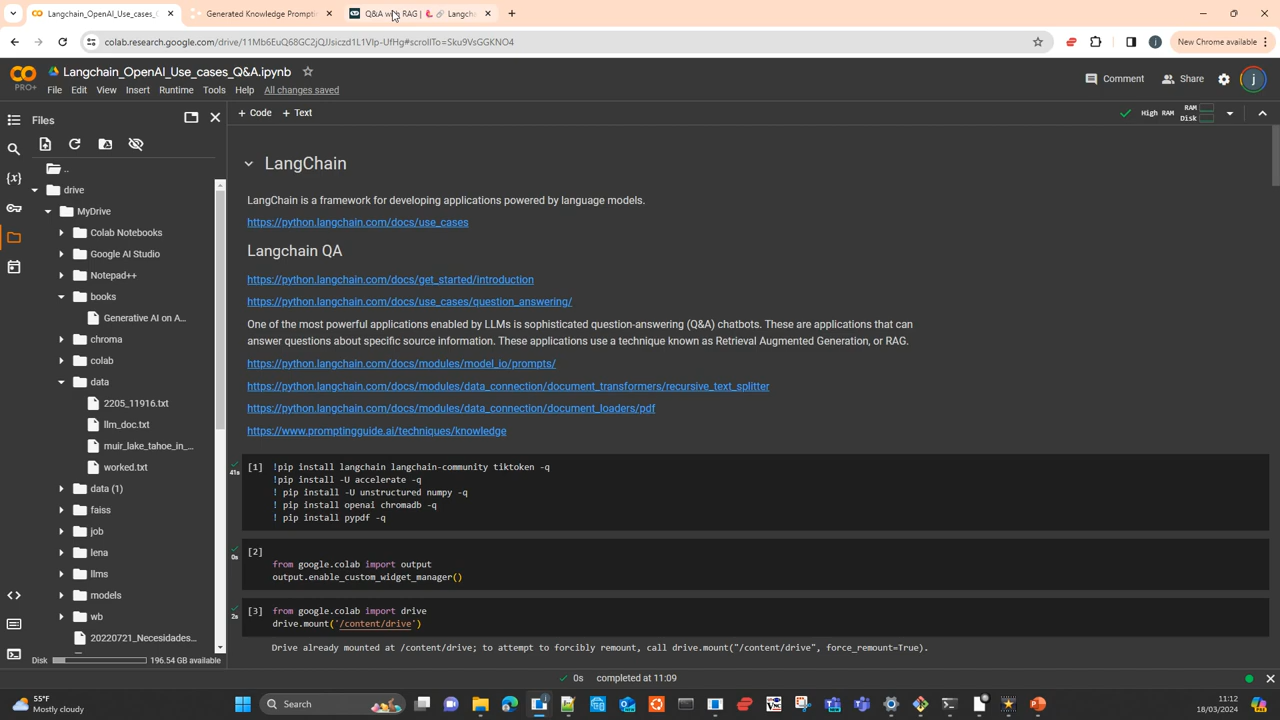 Langchain_OpenAI_Use_cases_Q
Generated Knowledge Promptin
Q&A with RAG | 🦜🔗 Langch
colab.research.google.com/drive/11Mb6EuQ68GC2jQJJsiczd1L1VIp-UfHg#scrollTo=Sku9VsGGKNO4
New Chrome available
PRO+
Langchain_OpenAI_Use_cases_Q&A.ipynb
File Edit View Insert Runtime Tools Help All changes saved
Comment
Share
j
Files
+ Code + Text
High RAM
RAM
Disk
..
drive
MyDrive
Colab Notebooks
Google AI Studio
Notepad++
books
Generative AI on A...
chroma
colab
data
2205_11916.txt
llm_doc.txt
muir_lake_tahoe_in_...
worked.txt
data (1)
faiss
job
lena
llms
models
wb
20220721_Necesidades...
Disk 196.54 GB available
LangChain
LangChain is a framework for developing applications powered by language models.
https://python.langchain.com/docs/use_cases
Langchain QA
https://python.langchain.com/docs/get_started/introduction
https://python.langchain.com/docs/use_cases/question_answering/
One of the most powerful applications enabled by LLMs is sophisticated question-answering (Q&A) chatbots. These are applications that can
answer questions about specific source information. These applications use a technique known as Retrieval Augmented Generation, or RAG.
https://python.langchain.com/docs/modules/model_io/prompts/
https://python.langchain.com/docs/modules/data_connection/document_transformers/recursive_text_splitter
https://python.langchain.com/docs/modules/data_connection/document_loaders/pdf
https://www.promptingguide.ai/techniques/knowledge
[1] !pip install langchain langchain-community tiktoken -q
41s
!pip install -U accelerate -q
! pip install -U unstructured numpy -q
! pip install openai chromadb -q
! pip install pypdf -q
[2]
0s
from google.colab import output
output.enable_custom_widget_manager()
[3] from google.colab import drive
2s
drive.mount('/content/drive')
Drive already mounted at /content/drive; to attempt to forcibly remount, call drive.mount("/content/drive", force_remount=True).
0s completed at 11:09
55°F
Mostly cloudy
Search
11:12
18/03/2024